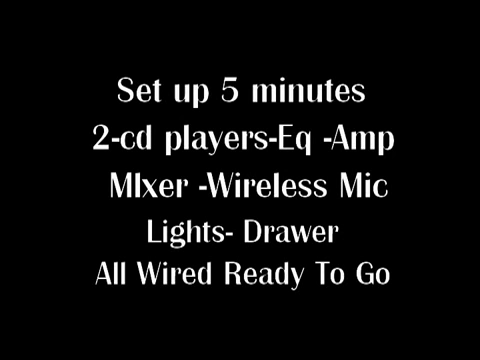 Set up 5 minutes
2-cd players-Eq -Amp
MIxer -Wireless Mic
Lights- Drawer
All Wired Ready To Go